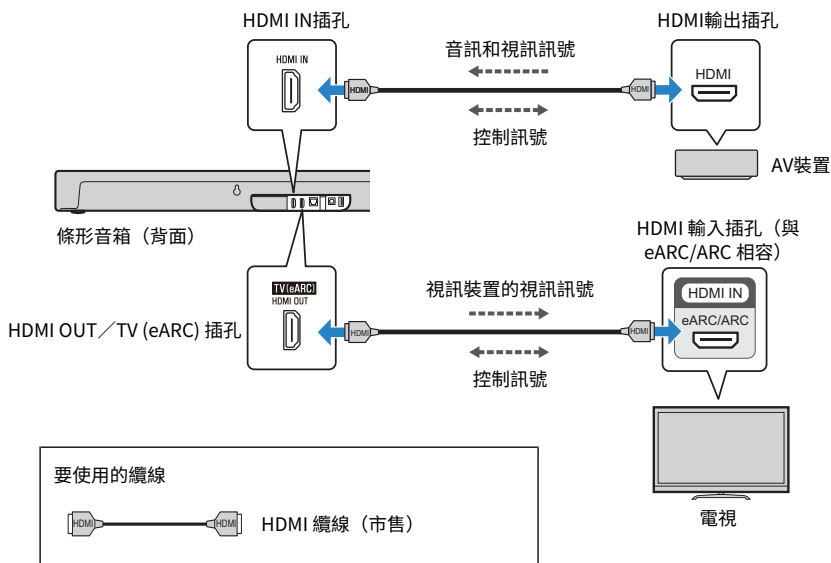 HDMI IN插孔
HDMI輸出插孔
HDMI IN
音訊和視訊訊號
HDMI
HDMI
HDMI
控制訊號
AV裝置
條形音箱（背面）
HDMI 輸入插孔（與
eARC/ARC 相容）
TV(eARC)
HDMI OUT
視訊裝置的視訊訊號
HDMI IN
eARC/ARC
HDMI OUT／TV (eARC) 插孔
HDMI
HDMI
控制訊號
要使用的纜線
HDMI
HDMI
HDMI 纜線（市售）
電視